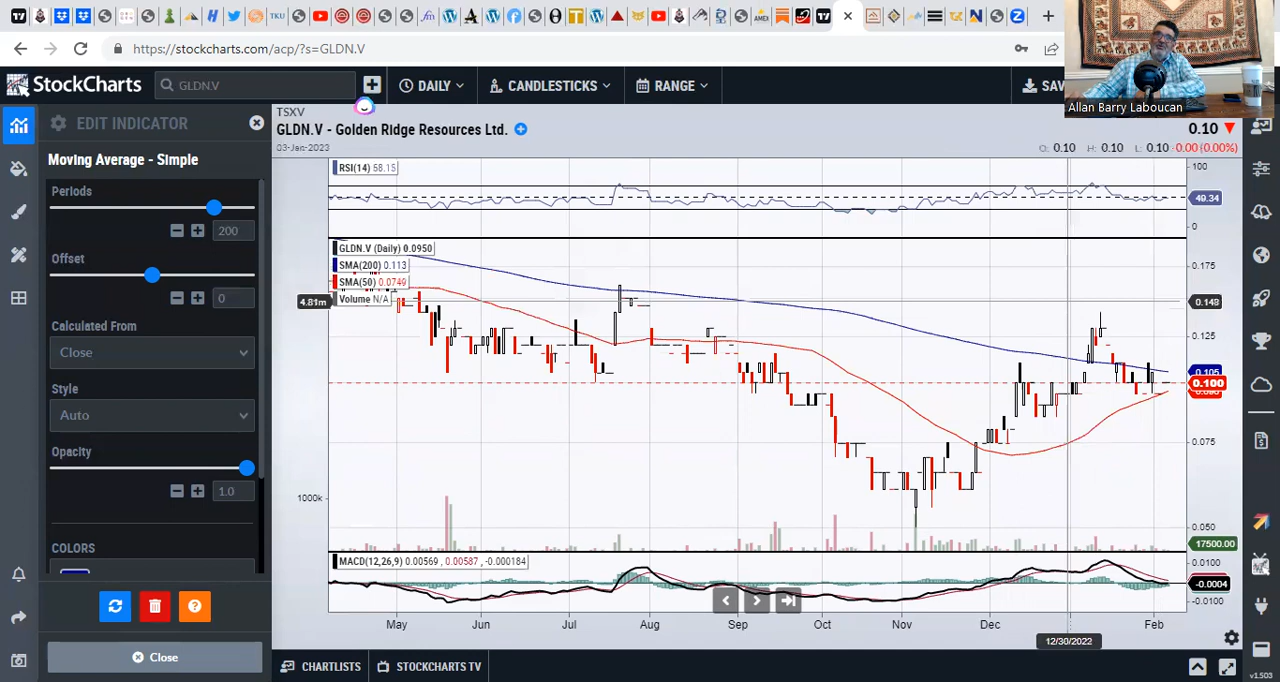 https://stockcharts.com/acp/?s=GLDN.V
StockCharts
GLDN.V
DAILY
CANDLESTICKS
RANGE
SAV
Allan Barry Laboucan
EDIT INDICATOR
Moving Average - Simple
Periods
200
Offset
0
Calculated From
Close
Style
Auto
Opacity
1.0
COLORS
Close
TSXV
GLDN.V - Golden Ridge Resources Ltd.
0.10
03-Jan-2023
O: 0.10 H: 0.10 L: 0.10 0.00 (0.00%)
RSI(14) 58.15
100
49.34
0
GLDN.V (Daily) 0.0950
SMA(200) 0.113
SMA(50) 0.0749
Volume N/A
4.81m
1000k
0.175
0.149
0.125
0.105
0.100
0.075
0.050
17500.00
MACD(12,26,9) 0.00569 , 0.00587 , -0.000184
0.0100
-0.0004
-0.0100
May Jun Jul Aug Sep Oct Nov Dec Feb
12/30/2022
CHARTLISTS
STOCKCHARTS TV
v1.503